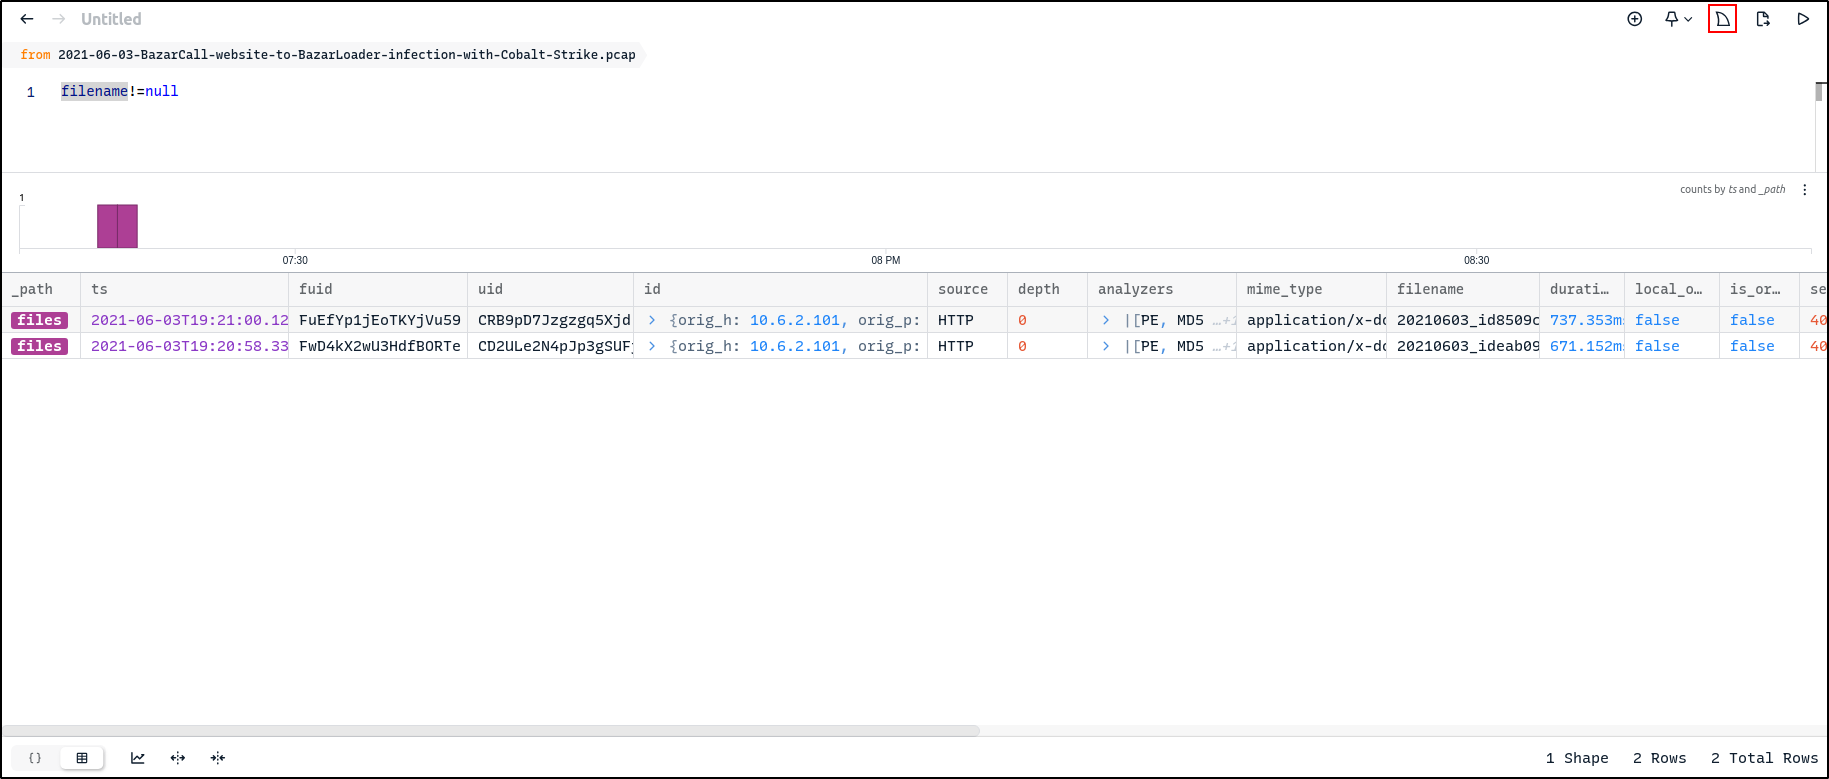 Untitled
from 2021-06-03-BazarCall-website-to-BazarLoader-infection-with-Cobalt-Strike.pcap
1 filename!=null
counts by ts and _path
1
07:30 08 PM 08:30
_path ts fuid uid id source depth analyzers mime_type filename durati… local_o… is_or… se
files 2021-06-03T19:21:00.12 FuEfYp1jEoTKYjVu59 CRB9pD7Jzgzgq5Xjd {orig_h: 10.6.2.101, orig_p: HTTP 0 |[PE, MD5 …+1 application/x-do 20210603_id8509c 737.353ms false false 40
files 2021-06-03T19:20:58.33 FwD4kX2wU3HdfBORTe CD2ULe2N4pJp3gSUFj {orig_h: 10.6.2.101, orig_p: HTTP 0 |[PE, MD5 …+1 application/x-do 20210603_ideab09 671.152ms false false 40
{} 1 Shape 2 Rows 2 Total Rows